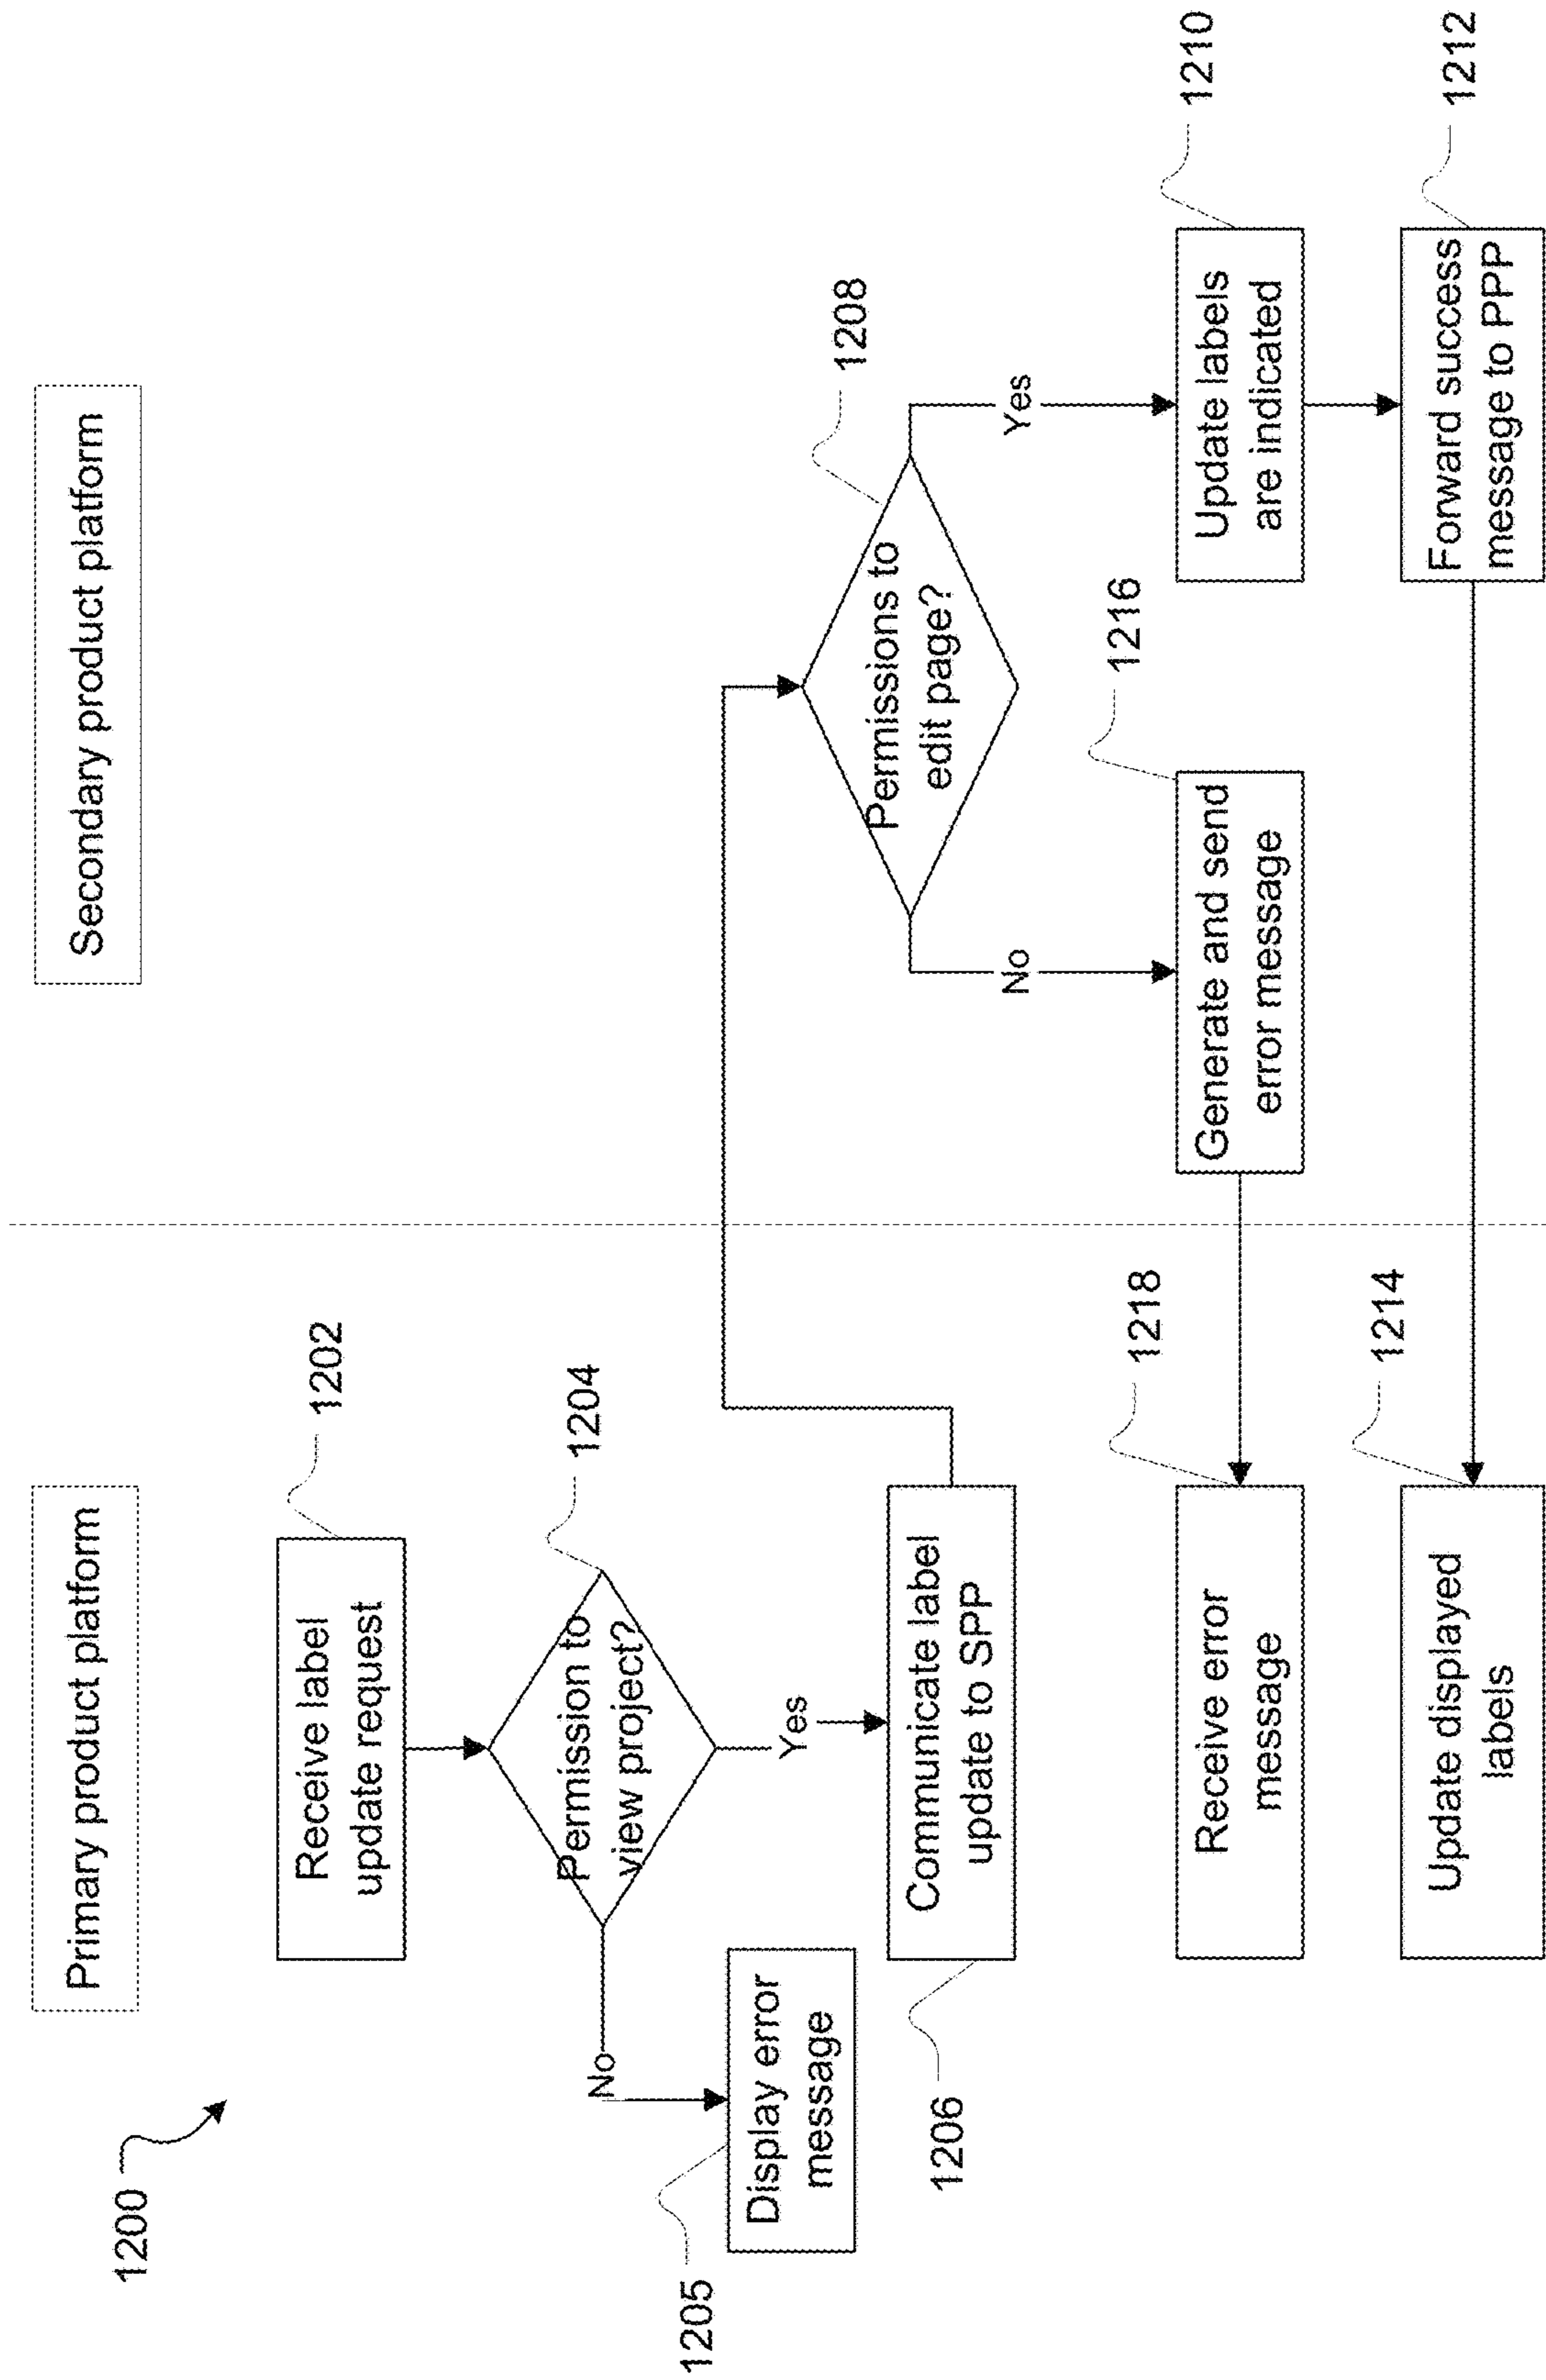 1200
Primary product platform
Secondary product platform
Receive label
update request
1202
Permission to
view project?
1204
No
Yes
Display error
message
1205
Communicate label
update to SPP
1206
Permissions to
edit page?
1208
No
Yes
Generate and send
error message
1216
Update labels
are indicated
1210
Receive error
message
1218
Forward success
message to PPP
1212
Update displayed
labels
1214